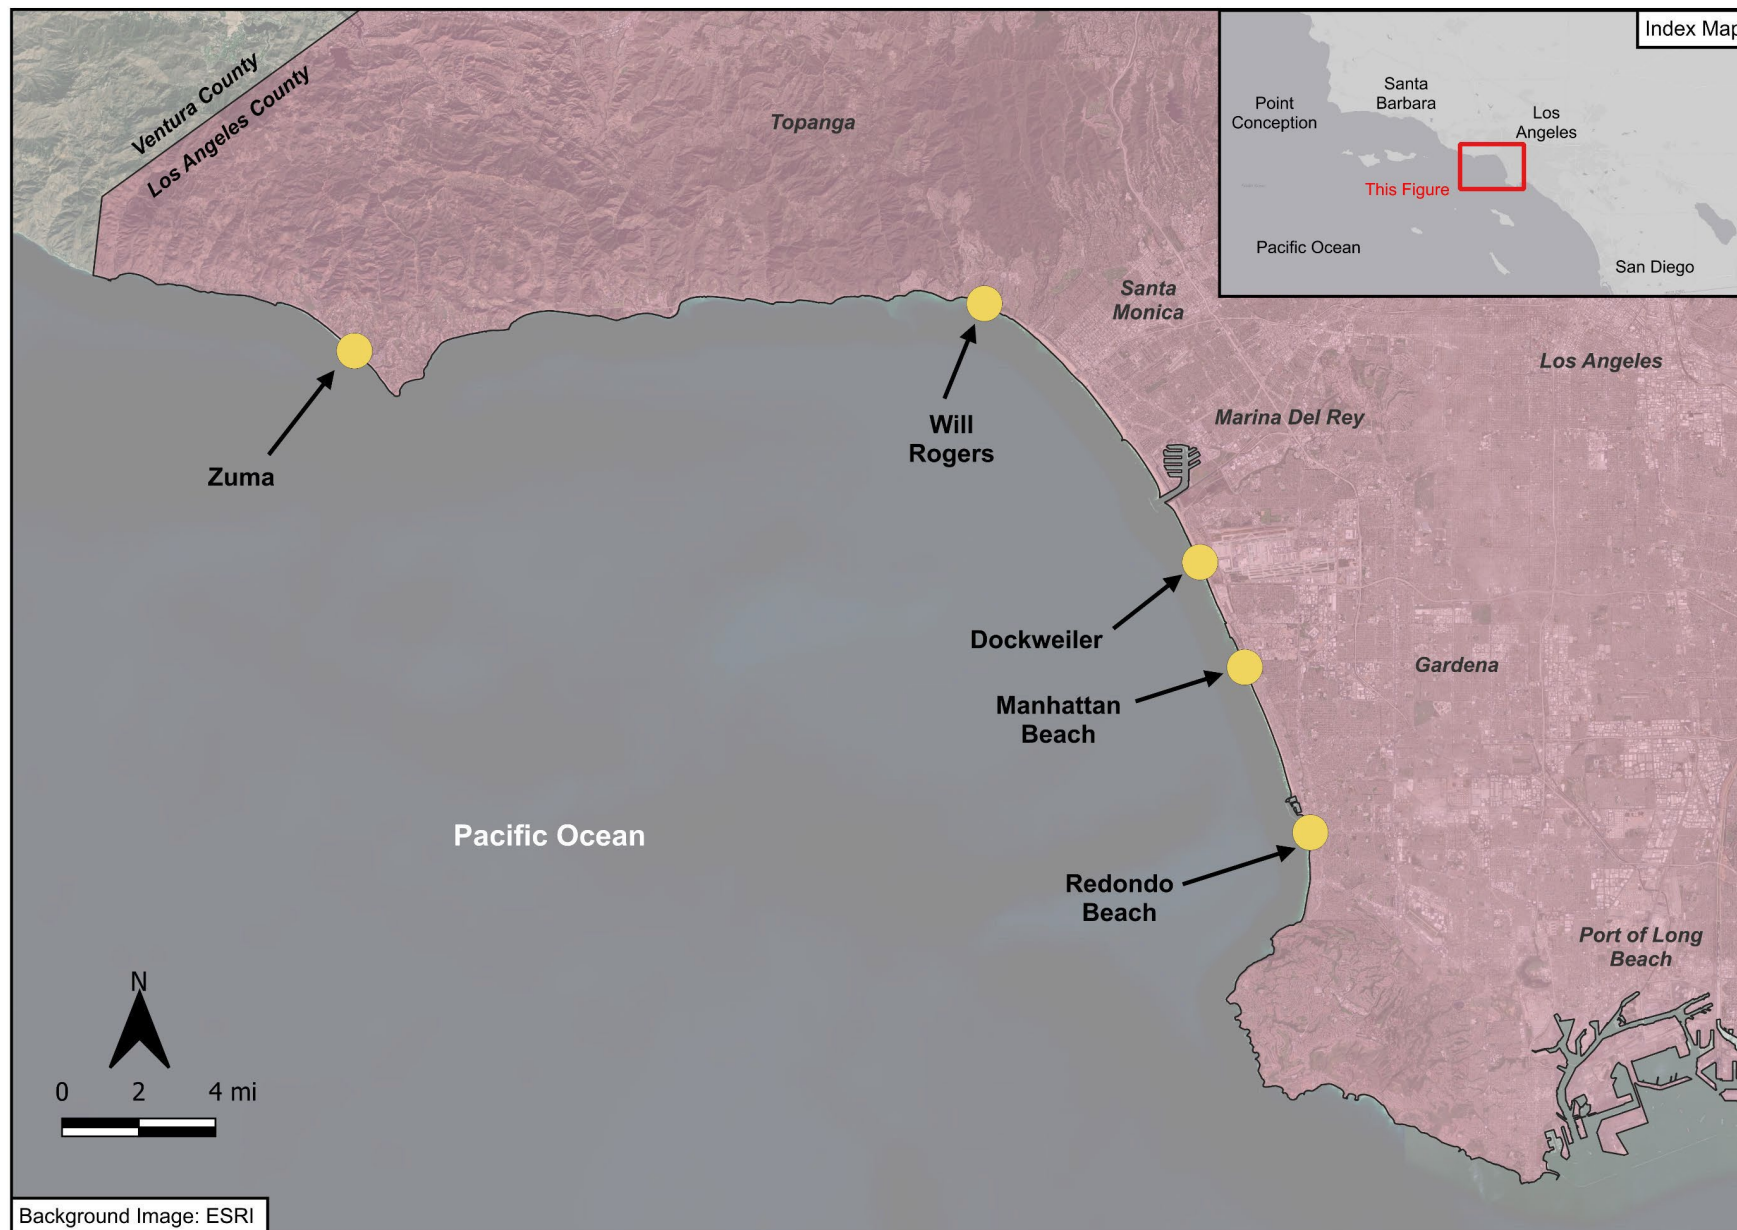 Index Map
Ventura County
Los Angeles County
Topanga
Santa
Barbara
Point
Conception
Los
Angeles
This Figure
Pacific Ocean
San Diego
Santa
Monica
Los Angeles
Marina Del Rey
Will
Rogers
Zuma
Dockweiler
Gardena
Manhattan
Beach
Pacific Ocean
Redondo
Beach
Port of Long
Beach
N
0 2 4 mi
Background Image: ESRI